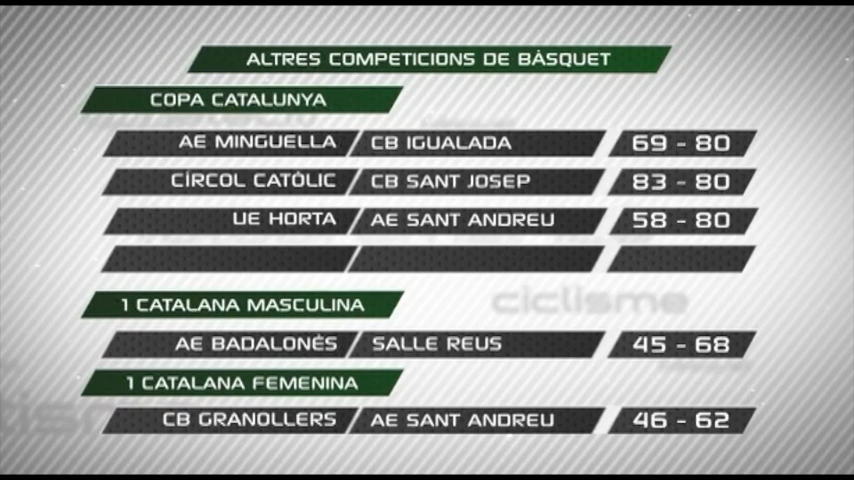 ALTRES COMPETICIONS DE BÀSQUET
COPA CATALUNYA
AE MINGUELLA CB IGUALADA 69 - 80
CÍRCOL CATÒLIC CB SANT JOSEP 83 - 80
UE HORTA AE SANT ANDREU 58 - 80
1 CATALANA MASCULINA
ciclisme
AE BADALONÈS SALLE REUS 45 - 68
1 CATALANA FEMENINA
CB GRANOLLERS AE SANT ANDREU 46 - 62